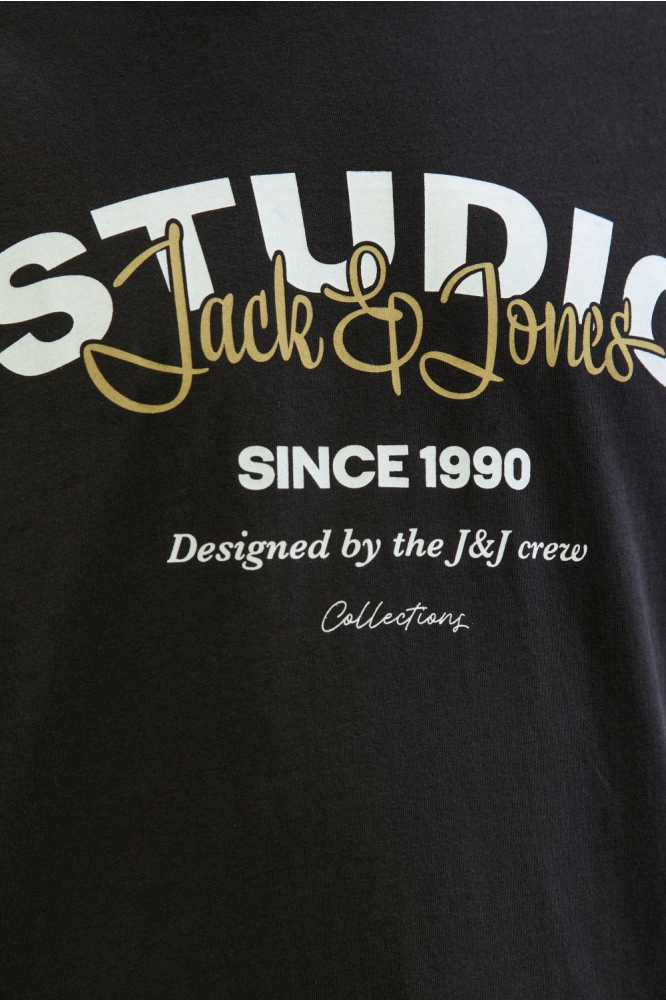 STUDIO
Jack & Jones
SINCE 1990
Designed by the J&J crew
Collections